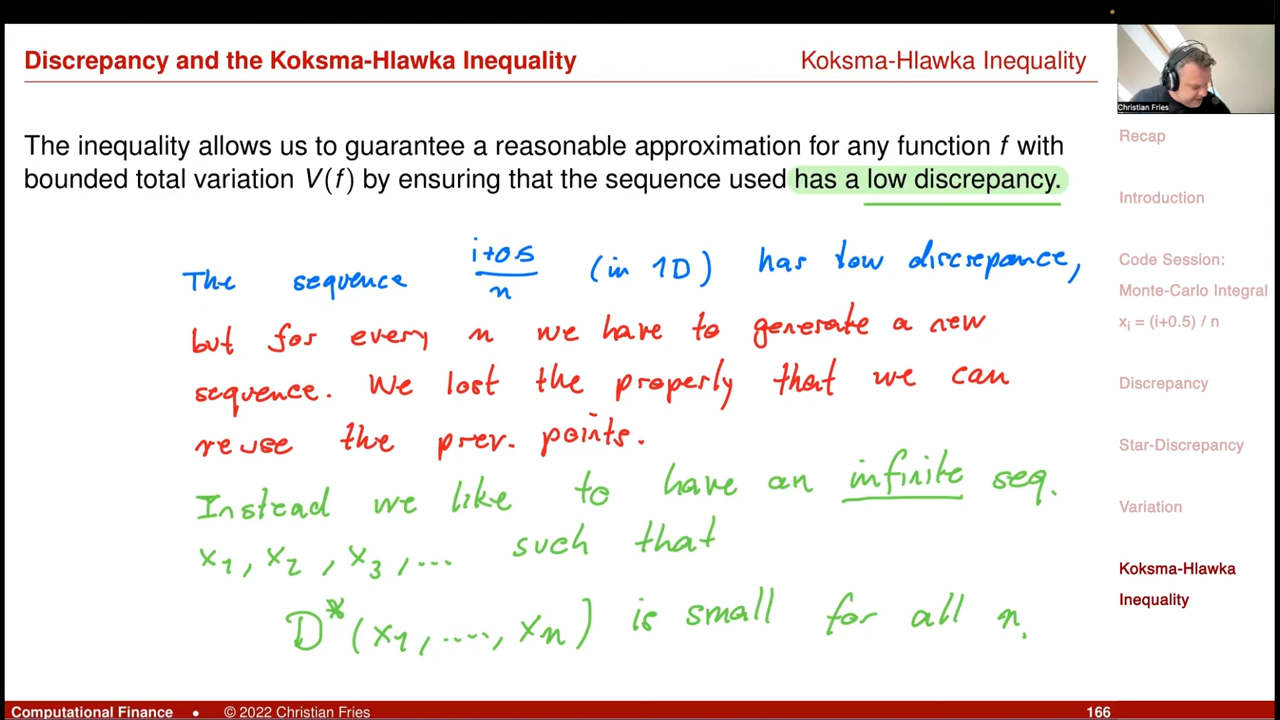 Discrepancy and the Koksma-Hlawka Inequality
Koksma-Hlawka Inequality
The inequality allows us to guarantee a reasonable approximation for any function f with
bounded total variation V(f) by ensuring that the sequence used has a low discrepancy.
The sequence (i+0.5)/n (in 1D) has low discrepance,
but for every n we have to generate a new
sequence. We lost the property that we can
reuse the prev. points.
Instead we like to have an infinite seq.
x₁, x₂, x₃, ... such that
D*(x₁, ...., xₙ) is small for all n.
Christian Fries
Recap
Introduction
Code Session:
Monte-Carlo Integral
xᵢ = (i+0.5) / n
Discrepancy
Star-Discrepancy
Variation
Koksma-Hlawka
Inequality
Computational Finance • © 2022 Christian Fries
166